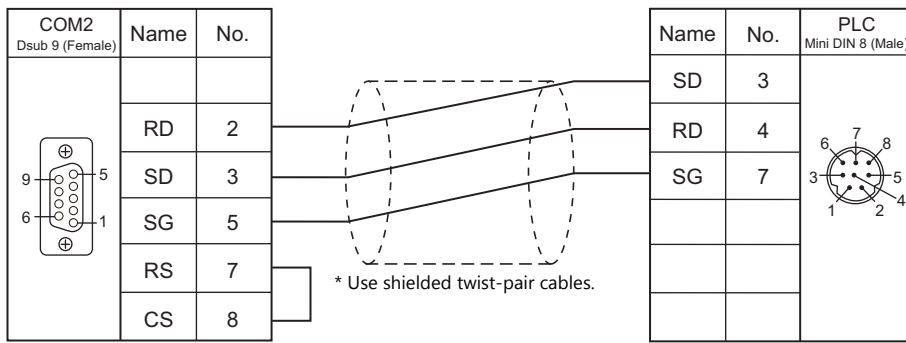 COM2
Dsub 9 (Female)
Name No.
RD 2
SD 3
SG 5
RS 7
CS 8
9 5
6 1
* Use shielded twist-pair cables.
Name No.
PLC
Mini DIN 8 (Male)
SD 3
RD 4
SG 7
6 7 8
3 5
4
1 2